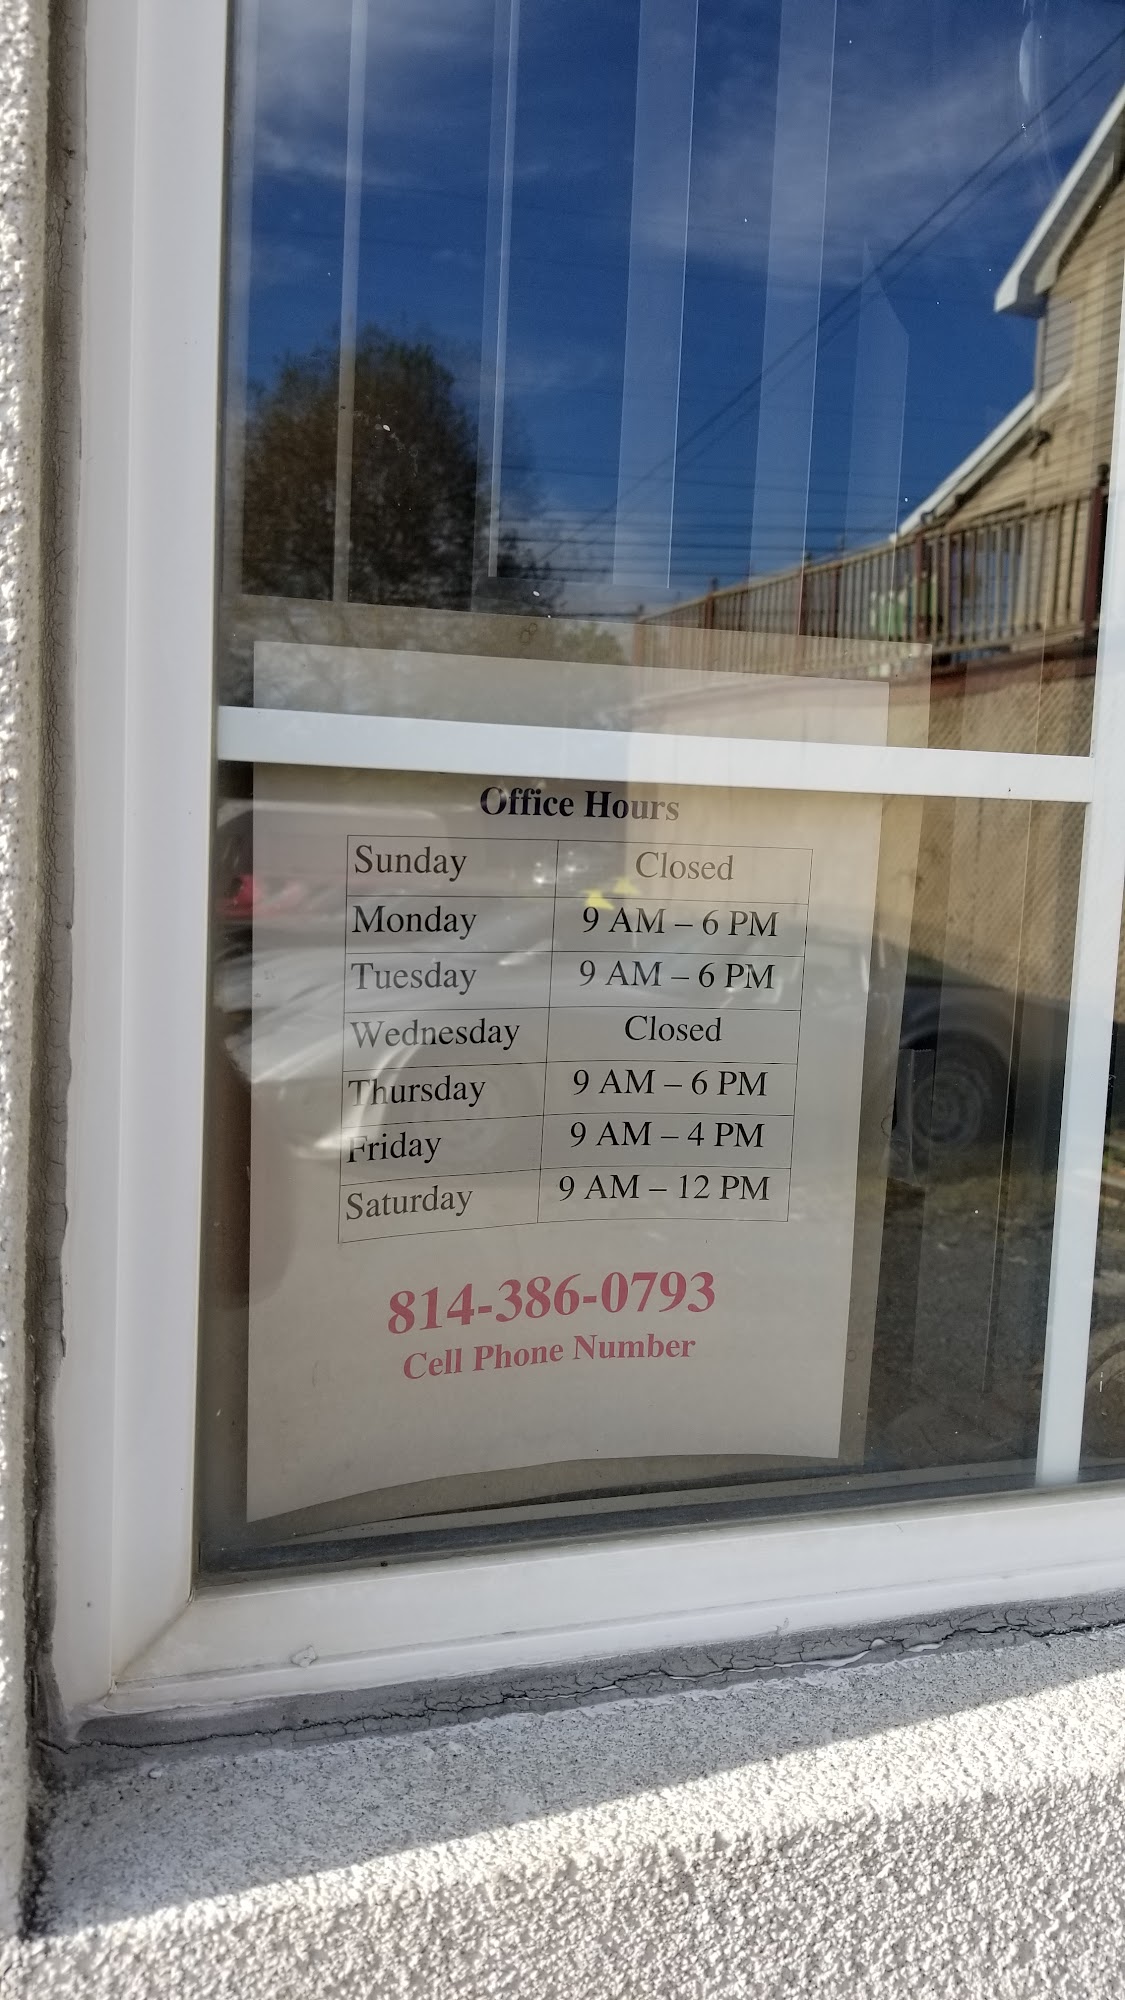 Office Hours
Sunday Closed
Monday 9 AM – 6 PM
Tuesday 9 AM – 6 PM
Wednesday Closed
Thursday 9 AM – 6 PM
Friday 9 AM – 4 PM
Saturday 9 AM – 12 PM
814-386-0793
Cell Phone Number